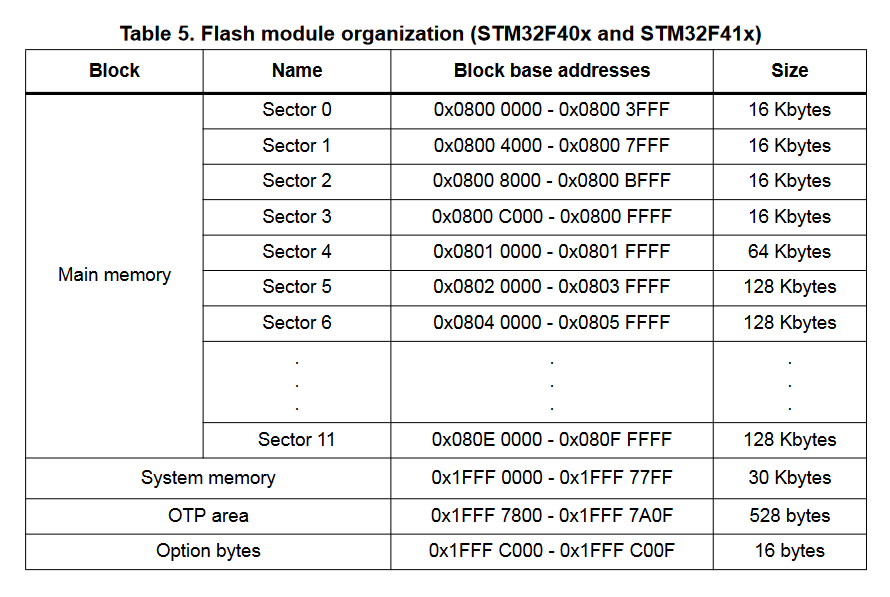 Table 5. Flash module organization (STM32F40x and STM32F41x)
Block Name Block base addresses Size
Sector 0 0x0800 0000 - 0x0800 3FFF 16 Kbytes
Sector 1 0x0800 4000 - 0x0800 7FFF 16 Kbytes
Sector 2 0x0800 8000 - 0x0800 BFFF 16 Kbytes
Sector 3 0x0800 C000 - 0x0800 FFFF 16 Kbytes
Sector 4 0x0801 0000 - 0x0801 FFFF 64 Kbytes
Main memory
Sector 5 0x0802 0000 - 0x0803 FFFF 128 Kbytes
Sector 6 0x0804 0000 - 0x0805 FFFF 128 Kbytes
. . .
. . .
. . .
Sector 11 0x080E 0000 - 0x080F FFFF 128 Kbytes
System memory 0x1FFF 0000 - 0x1FFF 77FF 30 Kbytes
OTP area 0x1FFF 7800 - 0x1FFF 7A0F 528 bytes
Option bytes 0x1FFF C000 - 0x1FFF C00F 16 bytes